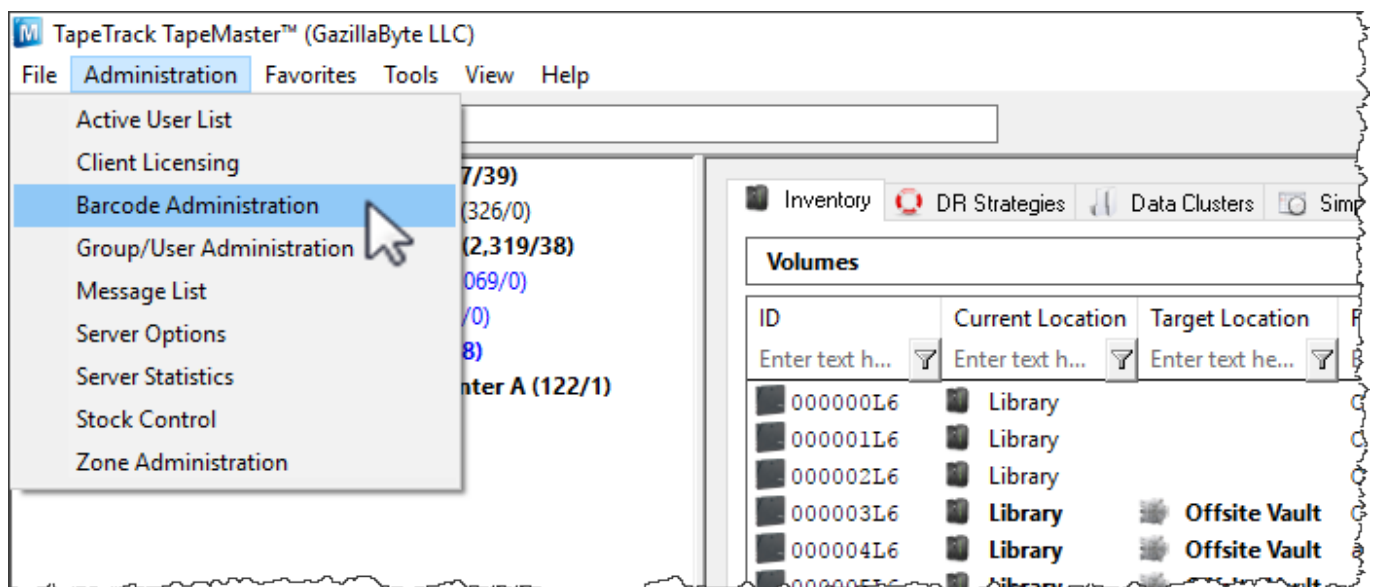 TapeTrack TapeMaster™ (GazillaByte LLC)
File Administration Favorites Tools View Help
Active User List
Client Licensing
Barcode Administration
Group/User Administration
Message List
Server Options
Server Statistics
Stock Control
Zone Administration
7/39)
(326/0)
(2,319/38)
069/0)
/0)
8)
nter A (122/1)
Inventory DR Strategies Data Clusters Simp
Volumes
ID Current Location Target Location
Enter text h... Enter text h... Enter text he...
000000L6 Library
000001L6 Library
000002L6 Library
000003L6 Library Offsite Vault
000004L6 Library Offsite Vault